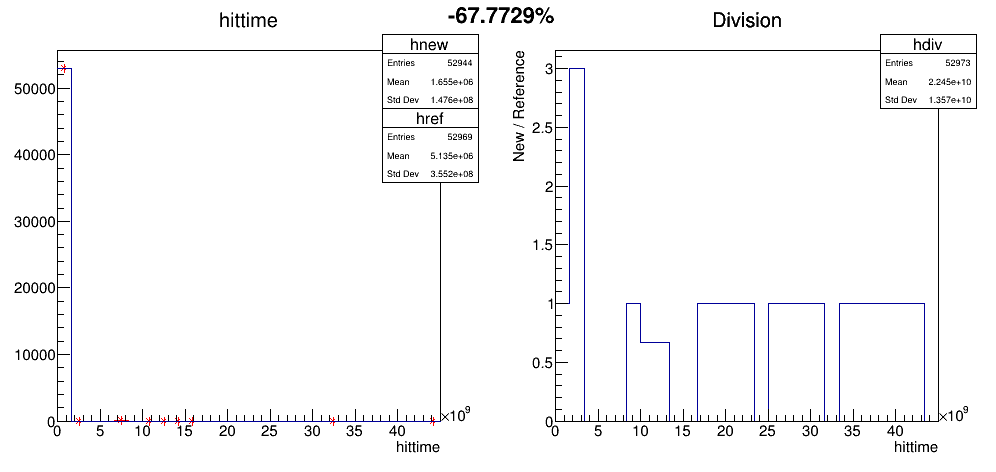 -67.7729%
hittime
hnew
Entries 52944
Mean 1.655e+06
Std Dev 1.476e+08
href
Entries 52969
Mean 5.135e+06
Std Dev 3.552e+08
50000
40000
30000
20000
10000
0
0 5 10 15 20 25 30 35 40
×10⁹
hittime
Division
hdiv
Entries 52973
Mean 2.245e+10
Std Dev 1.357e+10
New / Reference
3
2.5
2
1.5
1
0.5
0
0 5 10 15 20 25 30 35 40
×10⁹
hittime